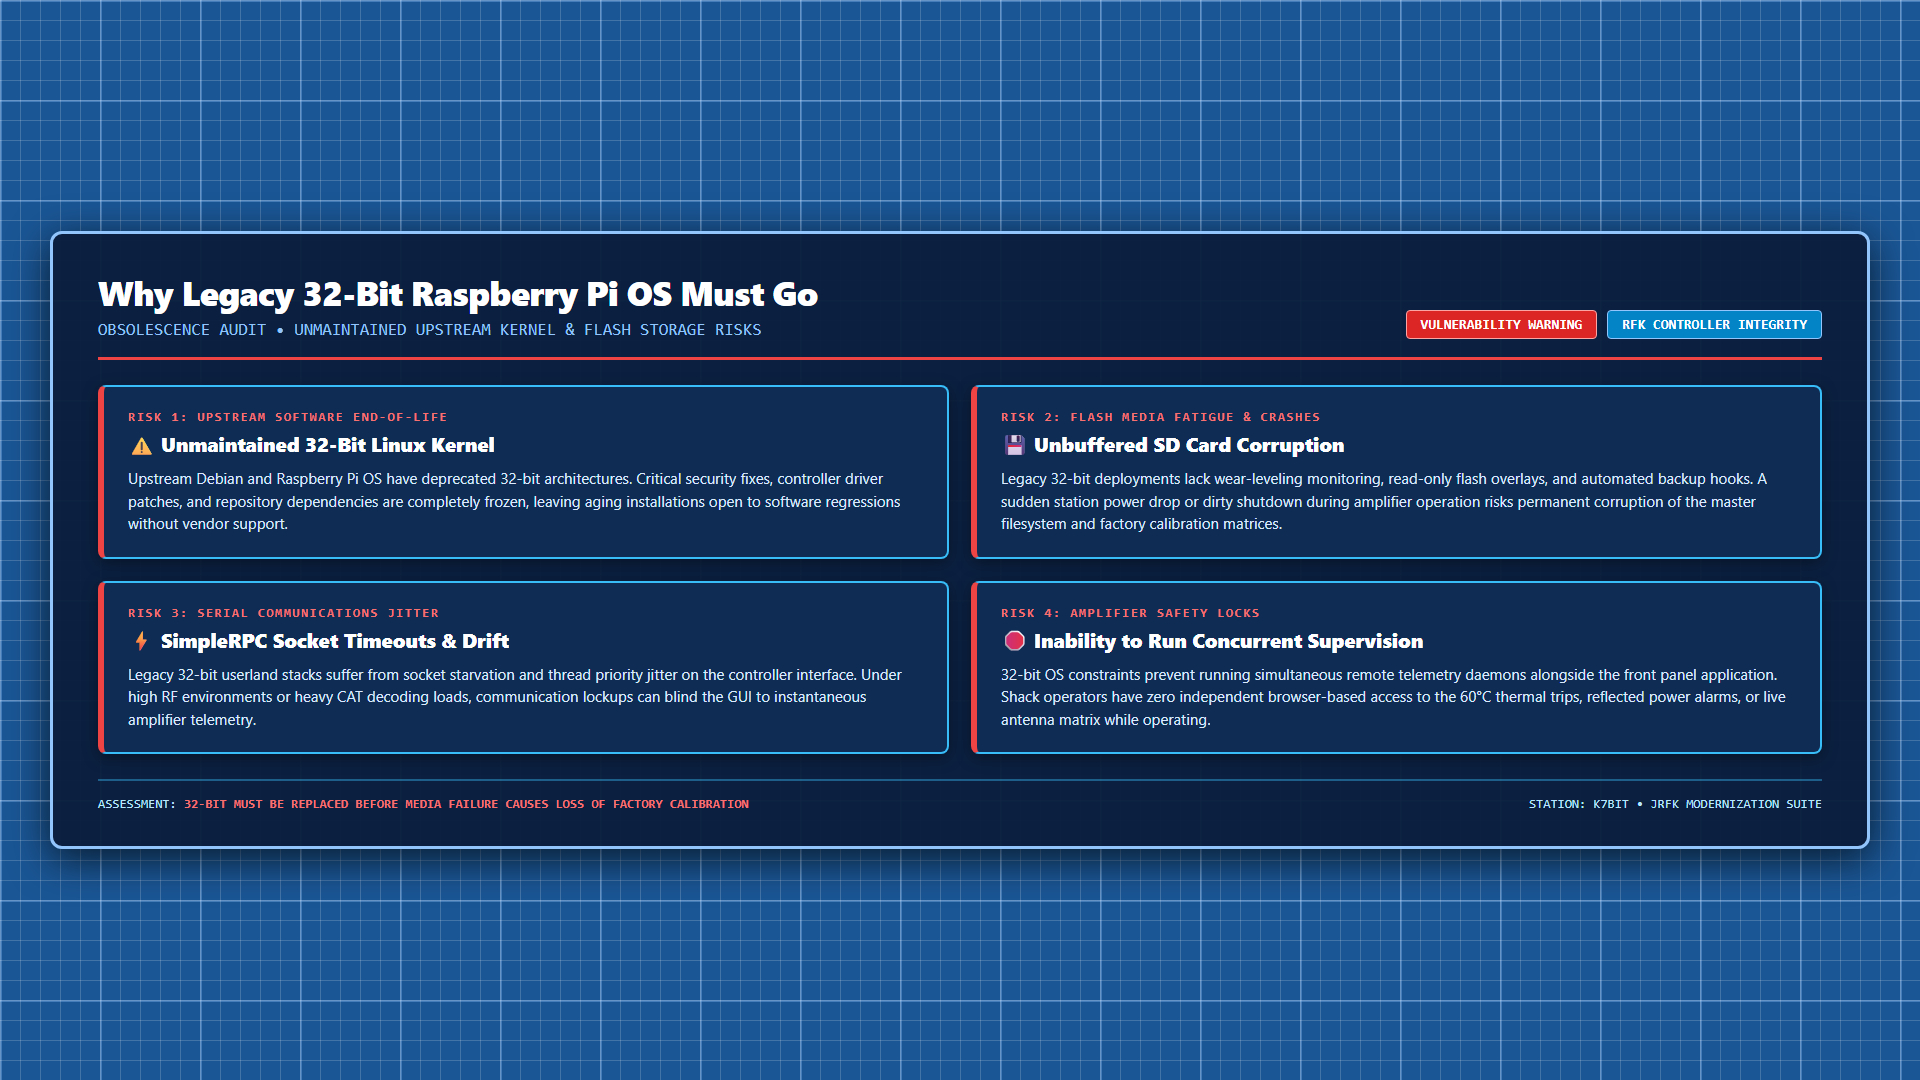 Why Legacy 32-Bit Raspberry Pi OS Must Go
OBSOLESCENCE AUDIT • UNMAINTAINED UPSTREAM KERNEL & FLASH STORAGE RISKS
VULNERABILITY WARNING
RFK CONTROLLER INTEGRITY
RISK 1: UPSTREAM SOFTWARE END-OF-LIFE
Unmaintained 32-Bit Linux Kernel
Upstream Debian and Raspberry Pi OS have deprecated 32-bit architectures. Critical security fixes, controller driver
patches, and repository dependencies are completely frozen, leaving aging installations open to software regressions
without vendor support.
RISK 2: FLASH MEDIA FATIGUE & CRASHES
Unbuffered SD Card Corruption
Legacy 32-bit deployments lack wear-leveling monitoring, read-only flash overlays, and automated backup hooks. A
sudden station power drop or dirty shutdown during amplifier operation risks permanent corruption of the master
filesystem and factory calibration matrices.
RISK 3: SERIAL COMMUNICATIONS JITTER
SimpleRPC Socket Timeouts & Drift
Legacy 32-bit userland stacks suffer from socket starvation and thread priority jitter on the controller interface. Under
high RF environments or heavy CAT decoding loads, communication lockups can blind the GUI to instantaneous
amplifier telemetry.
RISK 4: AMPLIFIER SAFETY LOCKS
Inability to Run Concurrent Supervision
32-bit OS constraints prevent running simultaneous remote telemetry daemons alongside the front panel application.
Shack operators have zero independent browser-based access to the 60°C thermal trips, reflected power alarms, or live
antenna matrix while operating.
ASSESSMENT: 32-BIT MUST BE REPLACED BEFORE MEDIA FAILURE CAUSES LOSS OF FACTORY CALIBRATION
STATION: K7BIT • JRFK MODERNIZATION SUITE